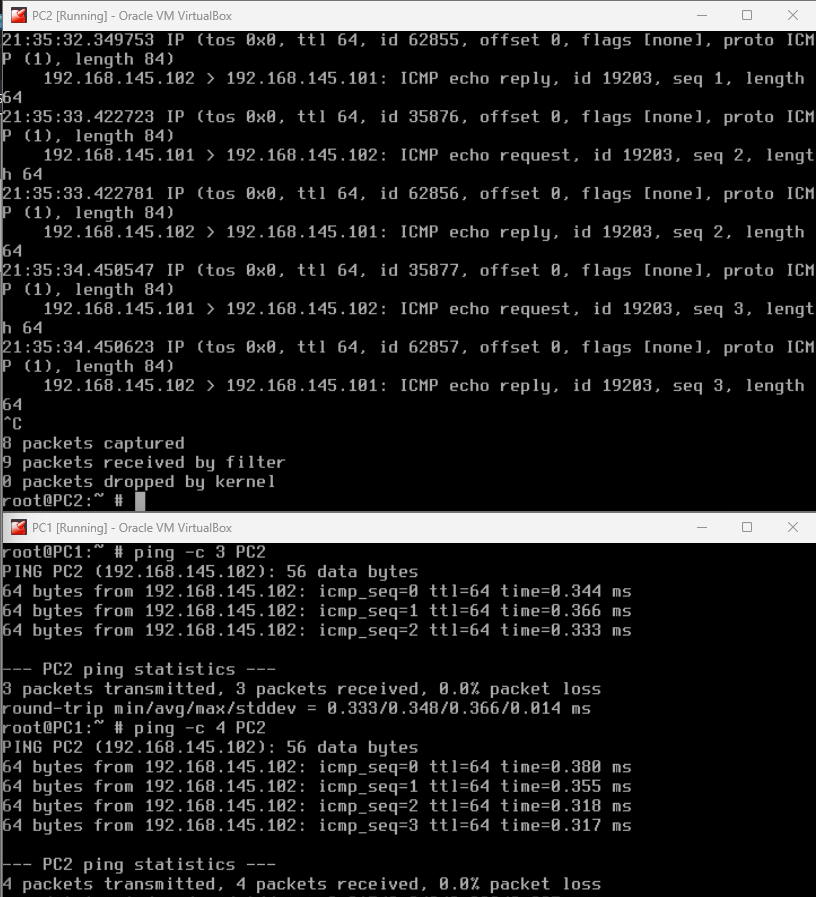 PC2 [Running] - Oracle VM VirtualBox
21:35:32.349753 IP (tos 0x0, ttl 64, id 62855, offset 0, flags [none], proto ICM
P (1), length 84)
    192.168.145.102 > 192.168.145.101: ICMP echo reply, id 19203, seq 1, length
64
21:35:33.422723 IP (tos 0x0, ttl 64, id 35876, offset 0, flags [none], proto ICM
P (1), length 84)
    192.168.145.101 > 192.168.145.102: ICMP echo request, id 19203, seq 2, lengt
h 64
21:35:33.422781 IP (tos 0x0, ttl 64, id 62856, offset 0, flags [none], proto ICM
P (1), length 84)
    192.168.145.102 > 192.168.145.101: ICMP echo reply, id 19203, seq 2, length
64
21:35:34.450547 IP (tos 0x0, ttl 64, id 35877, offset 0, flags [none], proto ICM
P (1), length 84)
    192.168.145.101 > 192.168.145.102: ICMP echo request, id 19203, seq 3, lengt
h 64
21:35:34.450623 IP (tos 0x0, ttl 64, id 62857, offset 0, flags [none], proto ICM
P (1), length 84)
    192.168.145.102 > 192.168.145.101: ICMP echo reply, id 19203, seq 3, length
64
^C
8 packets captured
9 packets received by filter
0 packets dropped by kernel
root@PC2:~ #
PC1 [Running] - Oracle VM VirtualBox
root@PC1:~ # ping -c 3 PC2
PING PC2 (192.168.145.102): 56 data bytes
64 bytes from 192.168.145.102: icmp_seq=0 ttl=64 time=0.344 ms
64 bytes from 192.168.145.102: icmp_seq=1 ttl=64 time=0.366 ms
64 bytes from 192.168.145.102: icmp_seq=2 ttl=64 time=0.333 ms
--- PC2 ping statistics ---
3 packets transmitted, 3 packets received, 0.0% packet loss
round-trip min/avg/max/stddev = 0.333/0.348/0.366/0.014 ms
root@PC1:~ # ping -c 4 PC2
PING PC2 (192.168.145.102): 56 data bytes
64 bytes from 192.168.145.102: icmp_seq=0 ttl=64 time=0.380 ms
64 bytes from 192.168.145.102: icmp_seq=1 ttl=64 time=0.355 ms
64 bytes from 192.168.145.102: icmp_seq=2 ttl=64 time=0.318 ms
64 bytes from 192.168.145.102: icmp_seq=3 ttl=64 time=0.317 ms
--- PC2 ping statistics ---
4 packets transmitted, 4 packets received, 0.0% packet loss